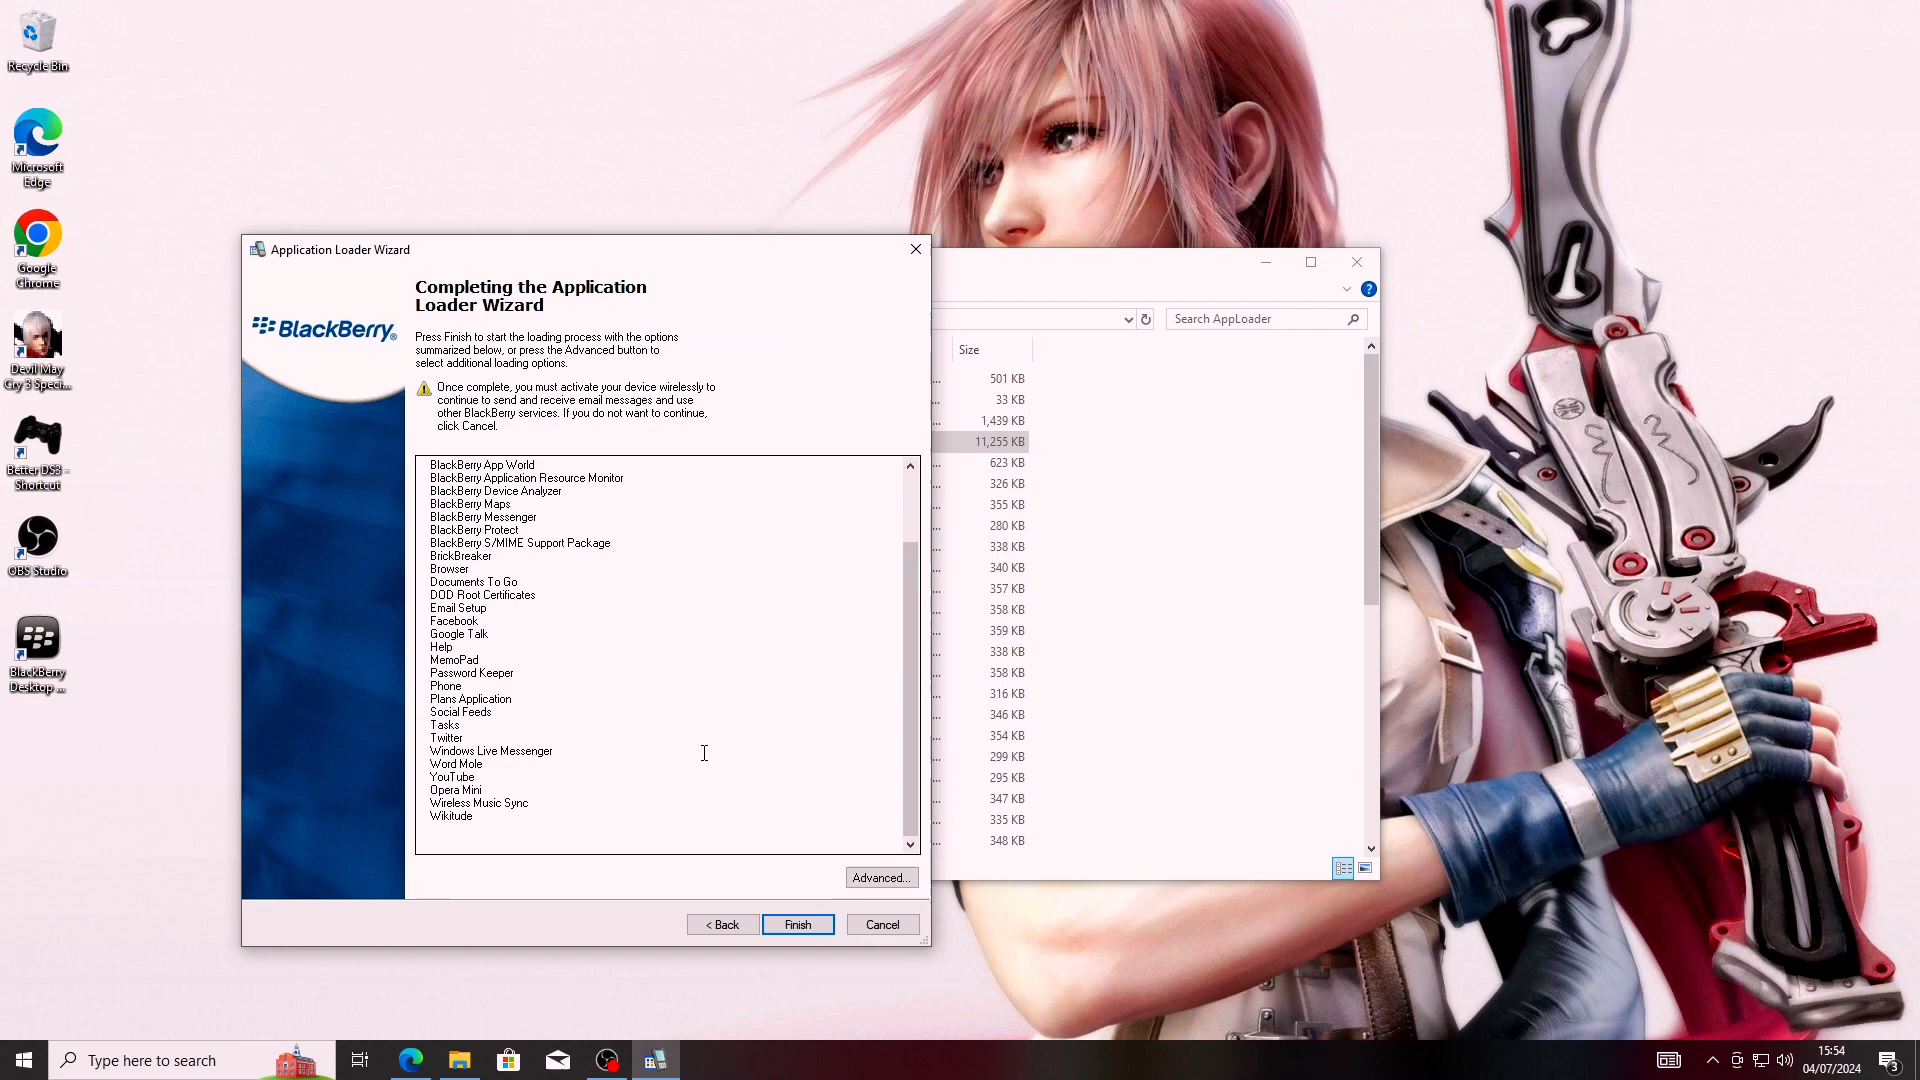 Recycle Bin
Microsoft
Edge
Google
Chrome
Devil May
Cry 3 Speci...
Better DS3 -
Shortcut
OBS Studio
BlackBerry
Desktop ...
Application Loader Wizard
BlackBerry®
Completing the Application
Loader Wizard
Press Finish to start the loading process with the options
summarized below, or press the Advanced button to
select additional loading options.
Once complete, you must activate your device wirelessly to
continue to send and receive email messages and use
other BlackBerry services. If you do not want to continue,
click Cancel.
BlackBerry App World
BlackBerry Application Resource Monitor
BlackBerry Device Analyzer
BlackBerry Maps
BlackBerry Messenger
BlackBerry Protect
BlackBerry S/MIME Support Package
BrickBreaker
Browser
Documents To Go
DOD Root Certificates
Email Setup
Facebook
Google Talk
Help
MemoPad
Password Keeper
Phone
Plans Application
Social Feeds
Tasks
Twitter
Windows Live Messenger
Word Mole
YouTube
Opera Mini
Wireless Music Sync
Wikitude
Advanced...
< Back
Finish
Cancel
Search AppLoader
Size
... 501 KB
... 33 KB
... 1,439 KB
11,255 KB
... 623 KB
... 326 KB
... 355 KB
... 280 KB
... 338 KB
... 340 KB
... 357 KB
... 358 KB
... 359 KB
... 338 KB
... 358 KB
... 316 KB
... 346 KB
... 354 KB
... 299 KB
... 295 KB
... 347 KB
... 335 KB
... 348 KB
Type here to search
15:54
04/07/2024
3